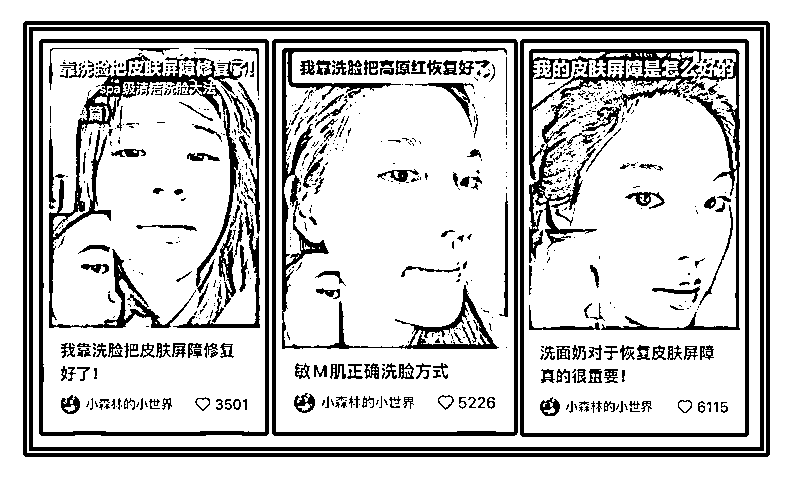 靠洗脸把皮肤屏障修复了!
spa级清洁洗脸大法
篇)
我靠洗脸把皮肤屏障修复
好了!
小森林的小世界 3501
我靠洗脸把高原红恢复好了
敏M肌正确洗脸方式
小森林的小世界 5226
我的皮肤屏障是怎么好的
洗面奶对于恢复皮肤屏障
真的很重要!
小森林的小世界 6115